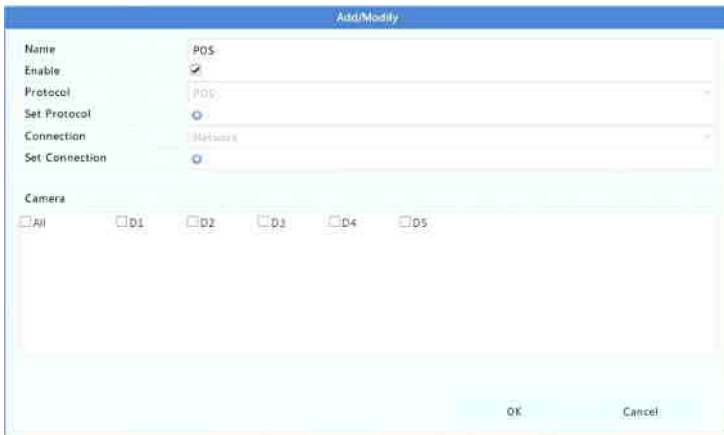 Add/Modify
Name POS
Enable
Protocol POS
Set Protocol
Connection Network
Set Connection
Camera
All D1 D2 D3 D4 D5
OK Cancel